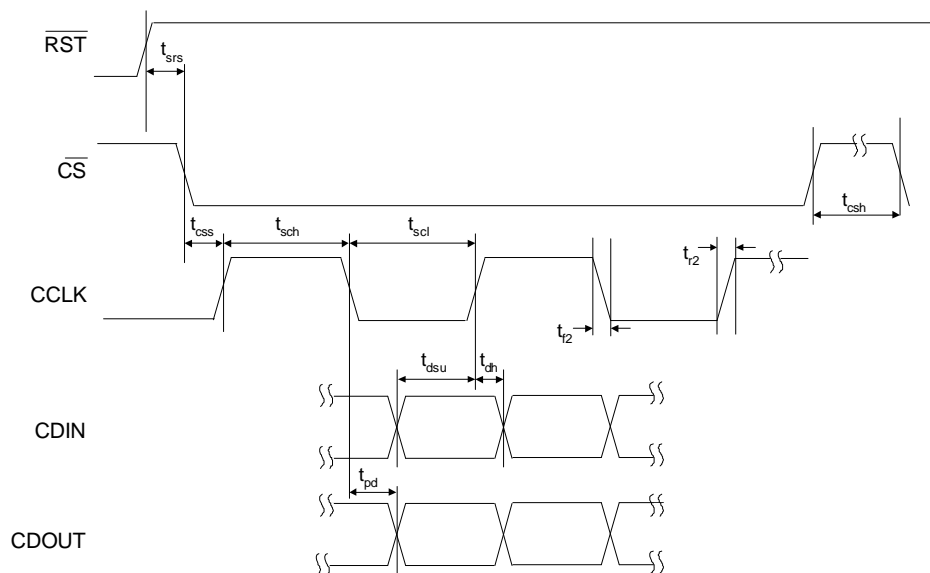 RST
t_srs
CS
t_csh
t_css t_sch t_scl
t_r2
CCLK
t_f2
t_dsu t_dh
CDIN
t_pd
CDOUT